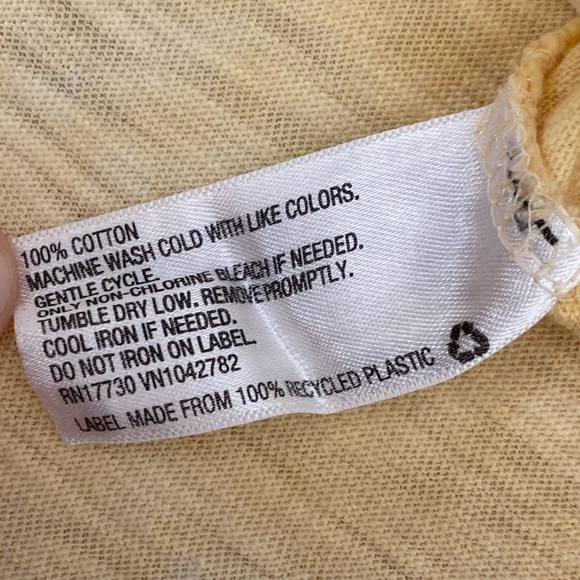 100% COTTON
MACHINE WASH COLD WITH LIKE COLORS.
GENTLE CYCLE.
ONLY NON-CHLORINE BLEACH IF NEEDED.
TUMBLE DRY LOW. REMOVE PROMPTLY.
COOL IRON IF NEEDED.
DO NOT IRON ON LABEL.
RN17730 VN1042782
LABEL MADE FROM 100% RECYCLED PLASTIC